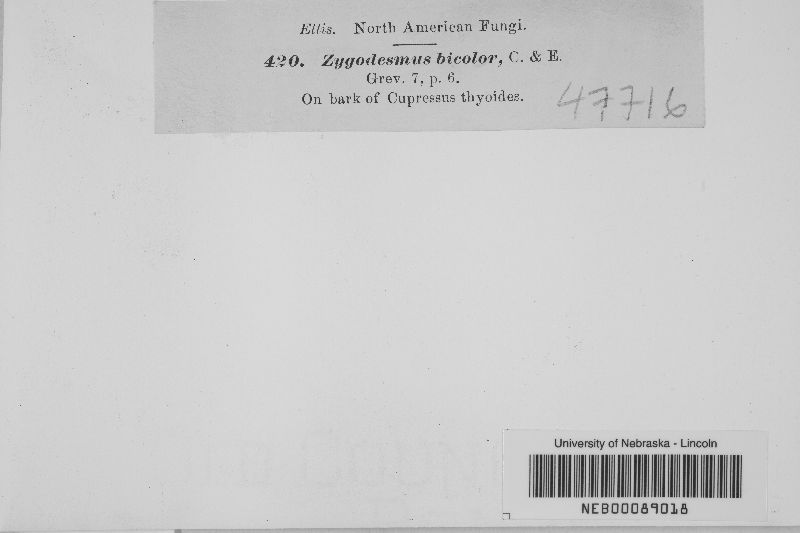 Ellis. North American Fungi.
420. Zygodesmus bicolor, C. & E.
Grev. 7, p. 6.
On bark of Cupressus thyoides.
47716
University of Nebraska - Lincoln
NEB00089018